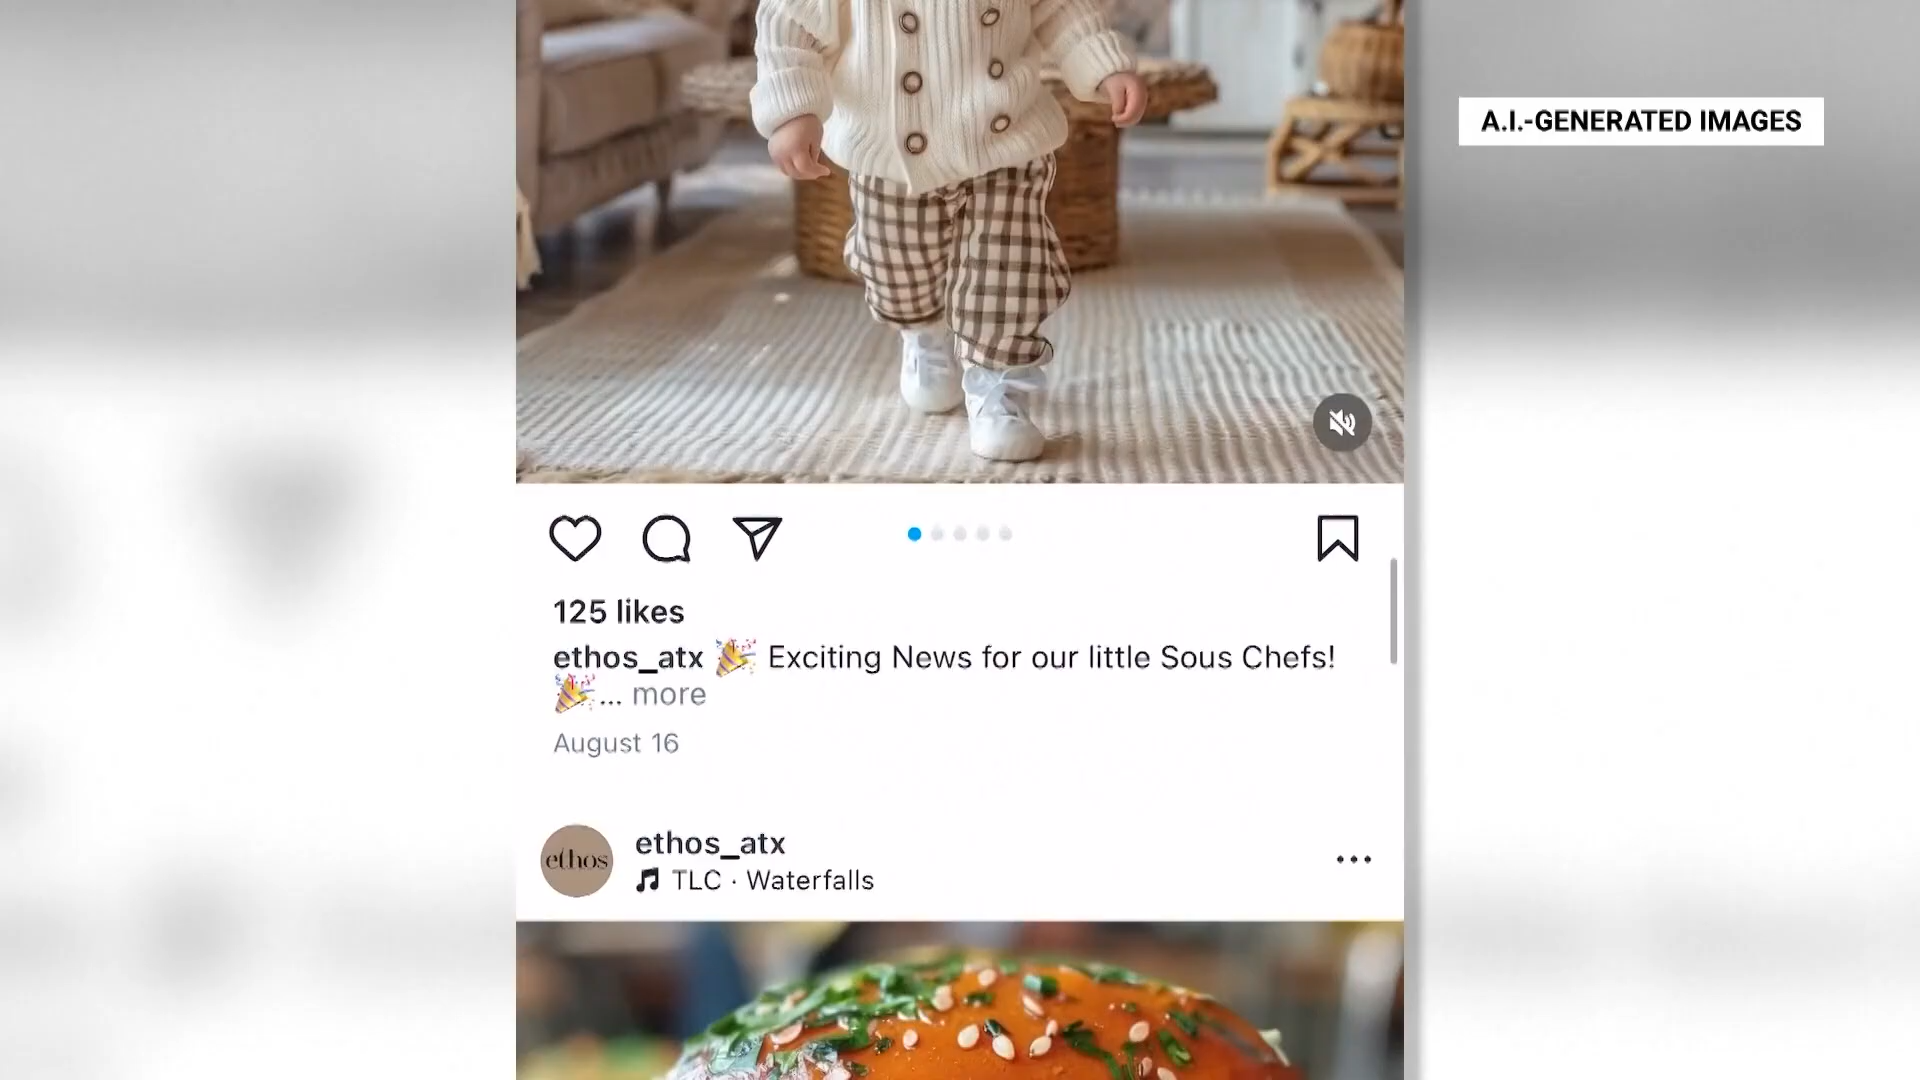 A.I.-GENERATED IMAGES
125 likes
ethos_atx 🎉 Exciting News for our little Sous Chefs!
🎉... more
August 16
ethos
ethos_atx
TLC · Waterfalls